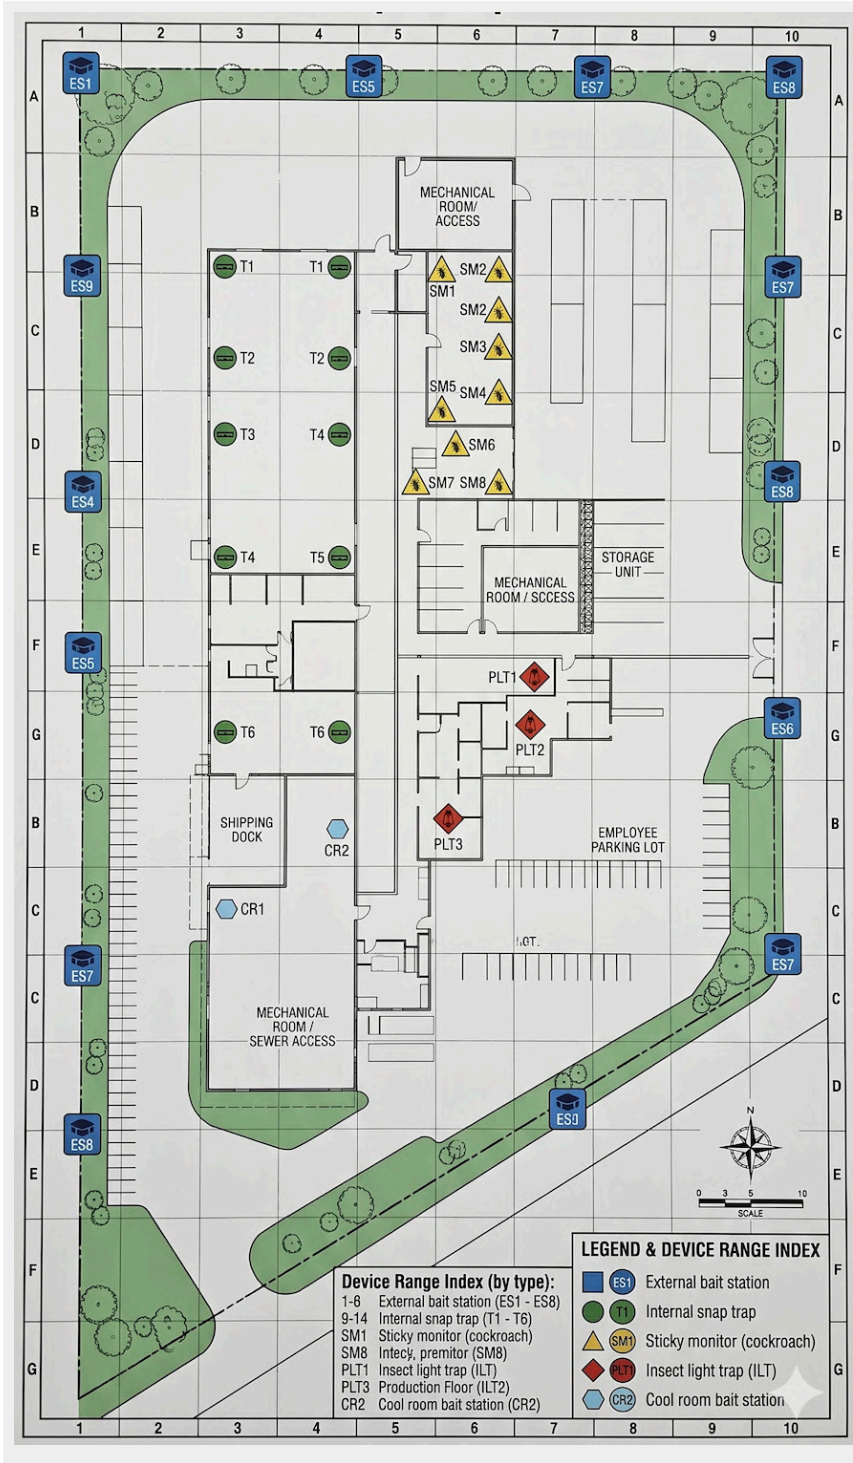 1 2 3 4 5 6 7 8 9 10
A A
ES1 ES5 ES7 ES8
B B
MECHANICAL
ROOM/
ACCESS
ES9 T1 T1 SM1 SM2 ES7
SM2
C C
SM3
T2 T2
SM5 SM4
D D
T3 T4 SM6
ES4 SM7 SM8 ES8
E E
T4 T5
STORAGE
UNIT
MECHANICAL
ROOM / SCCESS
F F
ES5
PLT1
ES6
G G
T6 T6
PLT2
B B
SHIPPING
DOCK
CR2
PLT3
EMPLOYEE
PARKING LOT
C C
CR1
ES7 ES7
C C
MECHANICAL
ROOM /
SEWER ACCESS
D D
ES8
N
E E
0 3 5 10
SCALE
F F
LEGEND & DEVICE RANGE INDEX
ES1 External bait station
T1 Internal snap trap
SM1 Sticky monitor (cockroach)
PLT1 Insect light trap (ILT)
CR2 Cool room bait station
Device Range Index (by type):
1-6 External bait station (ES1 - ES8)
9-14 Internal snap trap (T1 - T6)
SM1 Sticky monitor (cockroach)
SM8 premitor (SM8)
PLT1 Insect light trap (ILT)
PLT3 Production Floor (ILT2)
CR2 Cool room bait station (CR2)
G G
1 2 3 4 5 6 7 8 9 10